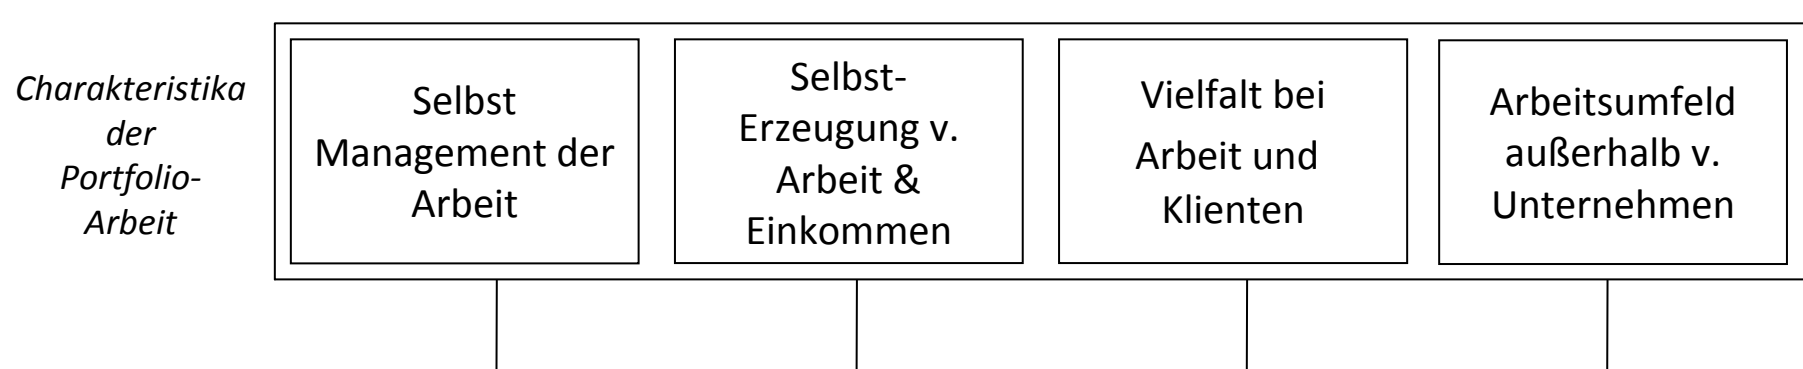 Charakteristika
der
Portfolio-
Arbeit
Selbst
Management der
Arbeit
Selbst-
Erzeugung v.
Arbeit &
Einkommen
Vielfalt bei
Arbeit und
Klienten
Arbeitsumfeld
außerhalb v.
Unternehmen